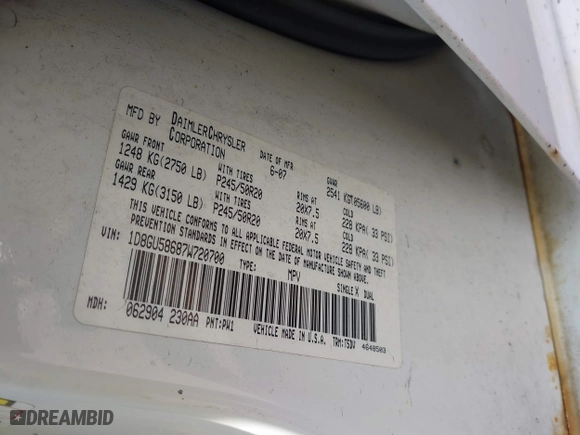 MFD BY DAIMLERCHRYSLER CORPORATION
DATE OF MFR 6-07
GAWR FRONT 1248 KG(2750 LB)
WITH TIRES P245/50R20
RIMS AT 20X7.5
COLD 228 KPA( 33 PSI)
GAWR REAR 1429 KG(3150 LB)
WITH TIRES P245/50R20
RIMS AT 20X7.5
COLD 228 KPA( 33 PSI)
THIS VEHICLE CONFORMS TO ALL APPLICABLE FEDERAL MOTOR VEHICLE SAFETY AND THEFT
PREVENTION STANDARDS IN EFFECT ON THE DATE OF MANUFACTURE SHOWN ABOVE.
VIN: 1D8GU58687W720700 TYPE: MPV SINGLE X DUAL
MDH: 062904 230AA PNT:PW1 VEHICLE MADE IN U.S.A. TRM:TSDV 4648503
DREAMBID